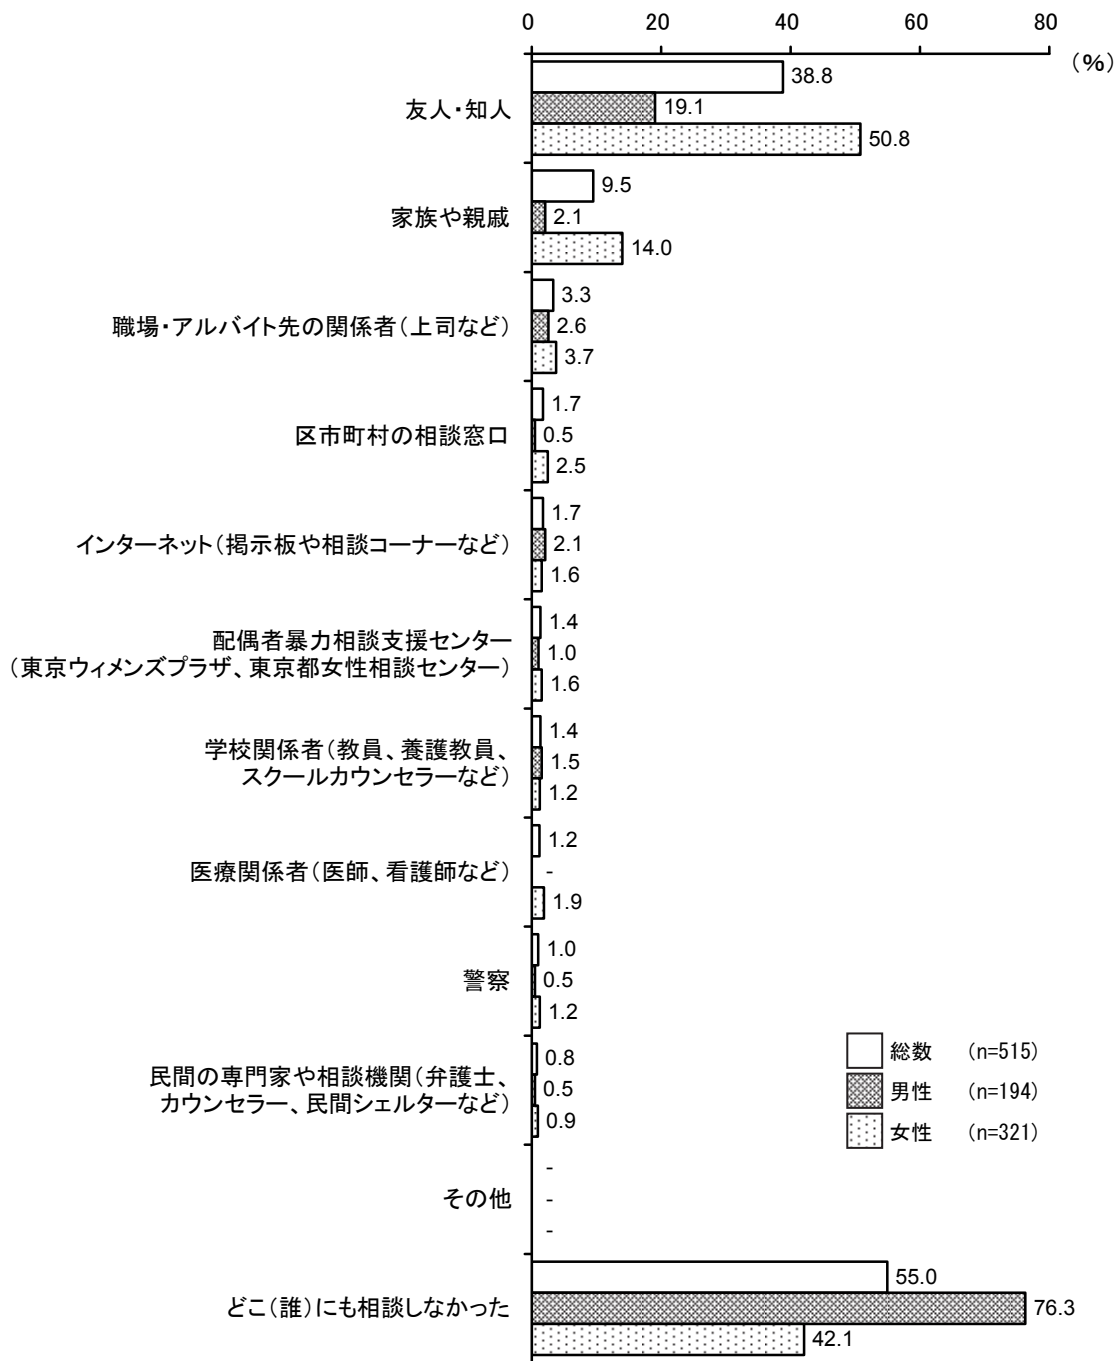 0 20 40 60 80
（％）
友人・知人
38.8
19.1
50.8
家族や親戚
9.5
2.1
14.0
職場・アルバイト先の関係者（上司など）
3.3
2.6
3.7
区市町村の相談窓口
1.7
0.5
2.5
インターネット（掲示板や相談コーナーなど）
1.7
2.1
1.6
配偶者暴力相談支援センター
（東京ウィメンズプラザ、東京都女性相談センター）
1.4
1.0
1.6
学校関係者（教員、養護教員、
スクールカウンセラーなど）
1.4
1.5
1.2
医療関係者（医師、看護師など）
1.2
-
1.9
警察
1.0
0.5
1.2
民間の専門家や相談機関（弁護士、
カウンセラー、民間シェルターなど）
0.8
0.5
0.9
総数 (n=515)
男性 (n=194)
女性 (n=321)
その他
-
-
-
どこ（誰）にも相談しなかった
55.0
76.3
42.1